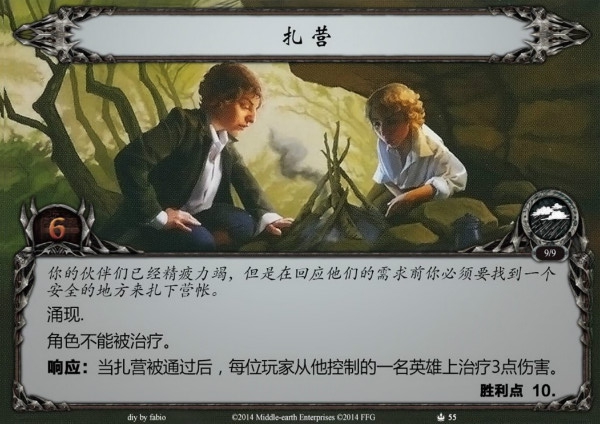 扎营
6
9/9
你的伙伴们已经精疲力竭，但是在回应他们的需求前你必须要找到一个
安全的地方来扎下营帐。
涌现.
角色不能被治疗。
响应：当扎营被通过后，每位玩家从他控制的一名英雄上治疗3点伤害。
胜利点 10.
diy by fabio ©2014 Middle-earth Enterprises ©2014 FFG 55